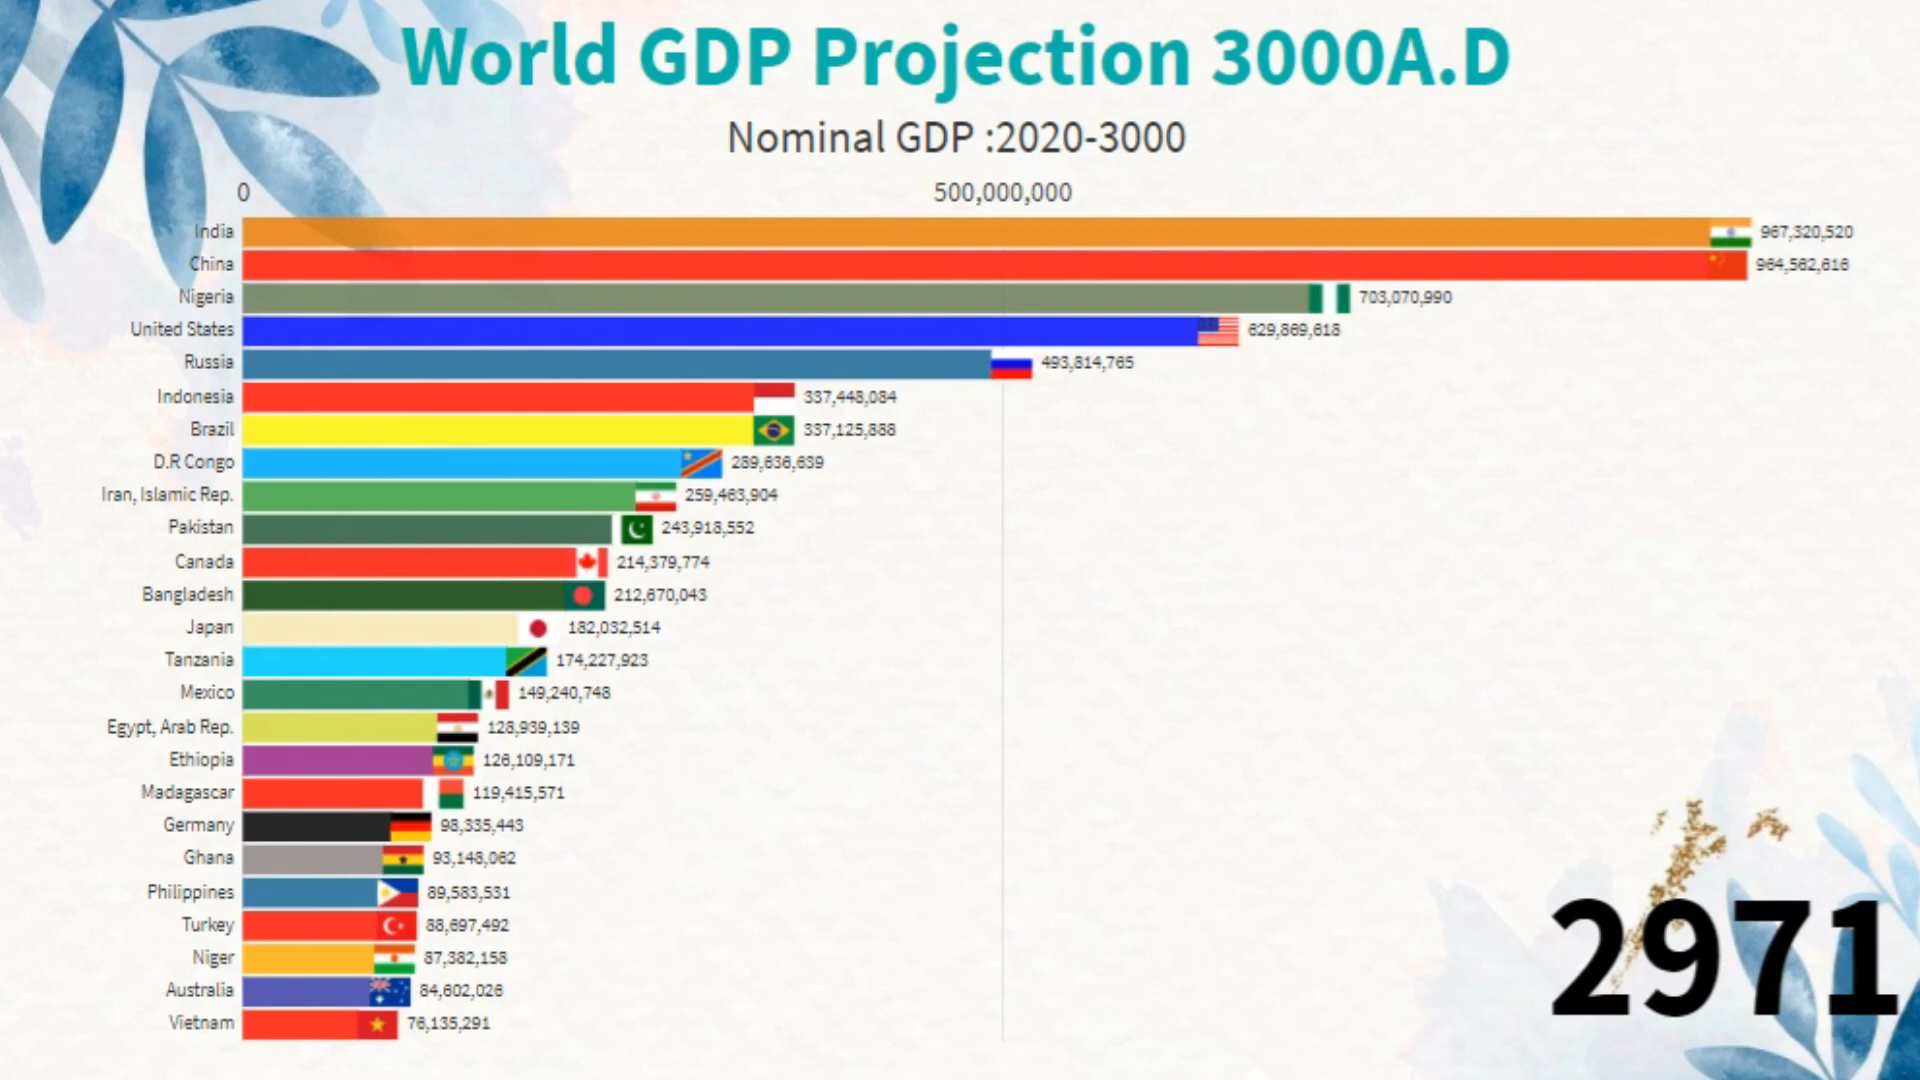 World GDP Projection 3000A.D
Nominal GDP :2020-3000
0 500,000,000
India 967,320,520
China 964,562,616
Nigeria 703,070,990
United States 629,869,618
Russia 493,814,765
Indonesia 337,448,084
Brazil 337,125,888
D.R Congo 289,636,639
Iran, Islamic Rep. 259,463,904
Pakistan 243,918,552
Canada 214,379,774
Bangladesh 212,670,043
Japan 182,032,514
Tanzania 174,227,923
Mexico 149,240,748
Egypt, Arab Rep. 128,939,139
Ethiopia 126,109,171
Madagascar 119,415,571
Germany 98,335,443
Ghana 93,148,062
Philippines 89,583,531
Turkey 88,697,492
Niger 87,382,158
Australia 84,602,026
Vietnam 76,135,291
2971